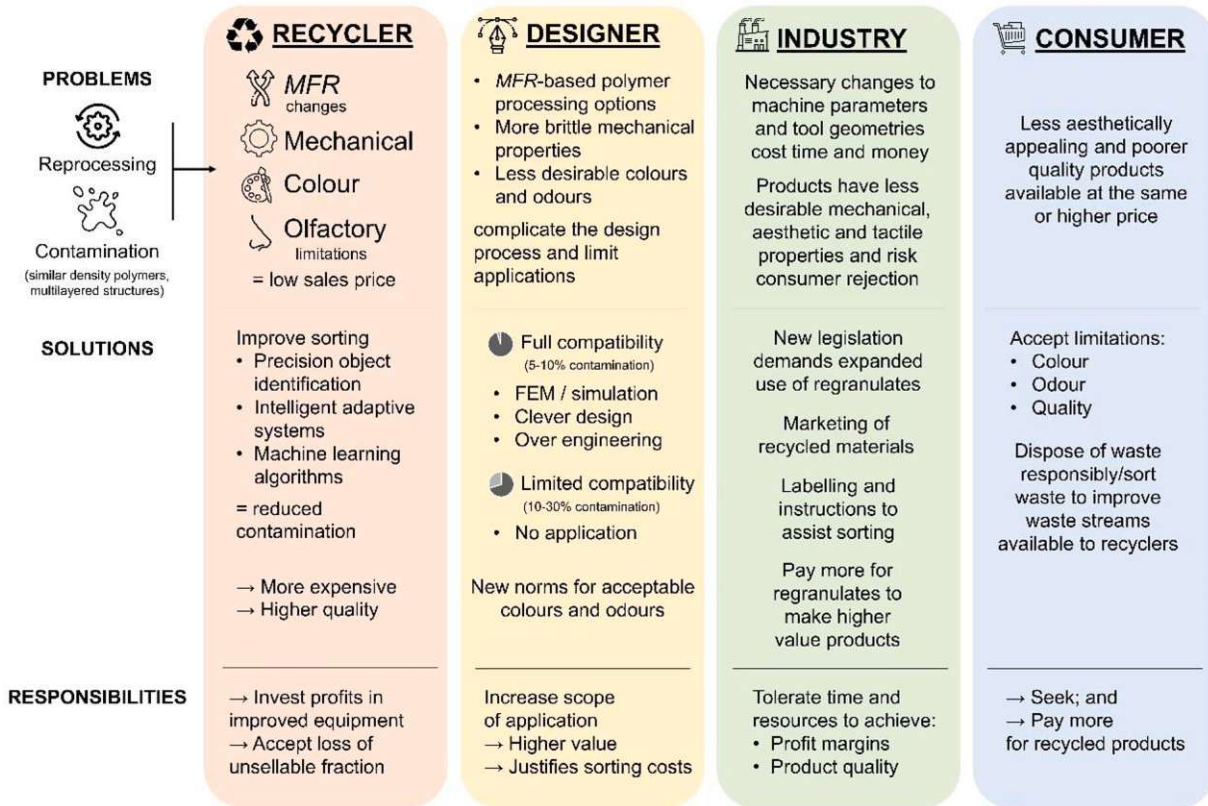 RECYCLER
DESIGNER
INDUSTRY
CONSUMER
PROBLEMS
Reprocessing
Contamination
(similar density polymers,
multilayered structures)
MFR
changes
Mechanical
Colour
Olfactory
limitations
= low sales price
• MFR-based polymer
processing options
• More brittle mechanical
properties
• Less desirable colours
and odours
complicate the design
process and limit
applications
Necessary changes to
machine parameters
and tool geometries
cost time and money
Products have less
desirable mechanical,
aesthetic and tactile
properties and risk
consumer rejection
Less aesthetically
appealing and poorer
quality products
available at the same
or higher price
SOLUTIONS
Improve sorting
• Precision object
identification
• Intelligent adaptive
systems
• Machine learning
algorithms
= reduced
contamination
→ More expensive
→ Higher quality
Full compatibility
(5-10% contamination)
• FEM / simulation
• Clever design
• Over engineering
Limited compatibility
(10-30% contamination)
• No application
New norms for acceptable
colours and odours
New legislation
demands expanded
use of regranulates
Marketing of
recycled materials
Labelling and
instructions to
assist sorting
Pay more for
regranulates to
make higher
value products
Accept limitations:
• Colour
• Odour
• Quality
Dispose of waste
responsibly/sort
waste to improve
waste streams
available to recyclers
RESPONSIBILITIES
→ Invest profits in
improved equipment
→ Accept loss of
unsellable fraction
Increase scope
of application
→ Higher value
→ Justifies sorting costs
Tolerate time and
resources to achieve:
• Profit margins
• Product quality
→ Seek; and
→ Pay more
for recycled products